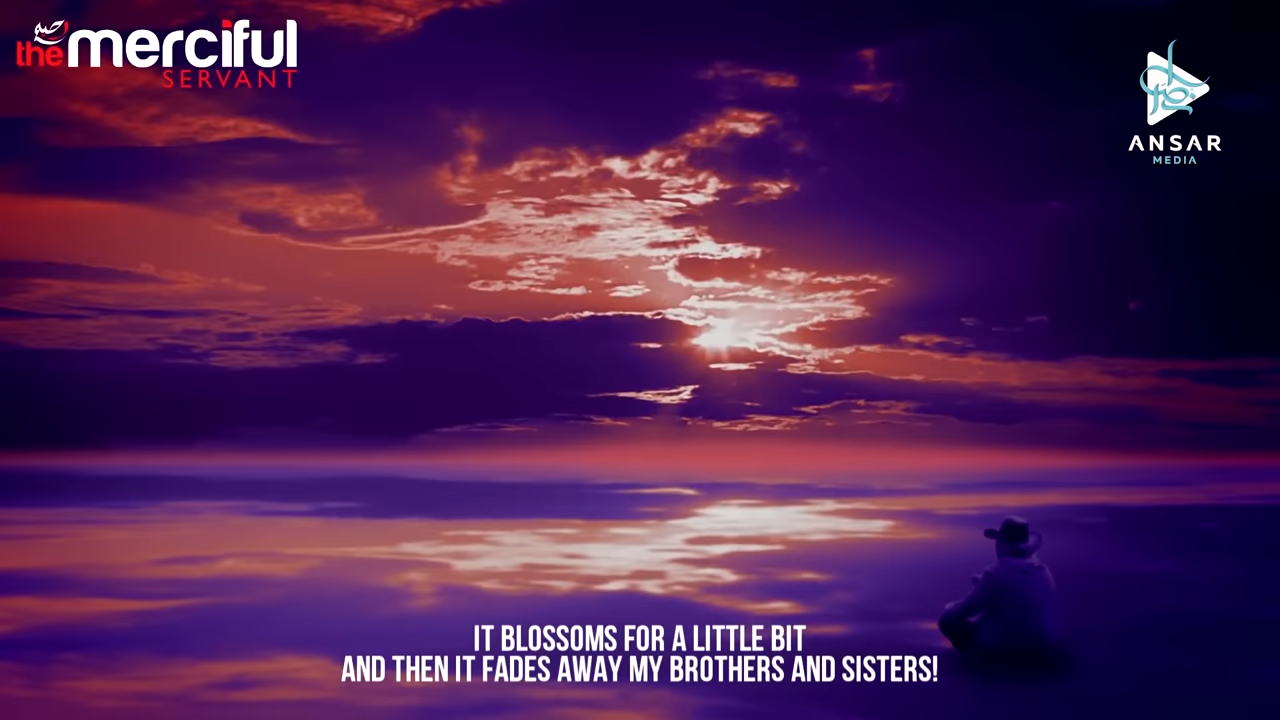 the merciful
SERVANT
ANSAR
MEDIA
IT BLOSSOMS FOR A LITTLE BIT
AND THEN IT FADES AWAY MY BROTHERS AND SISTERS!